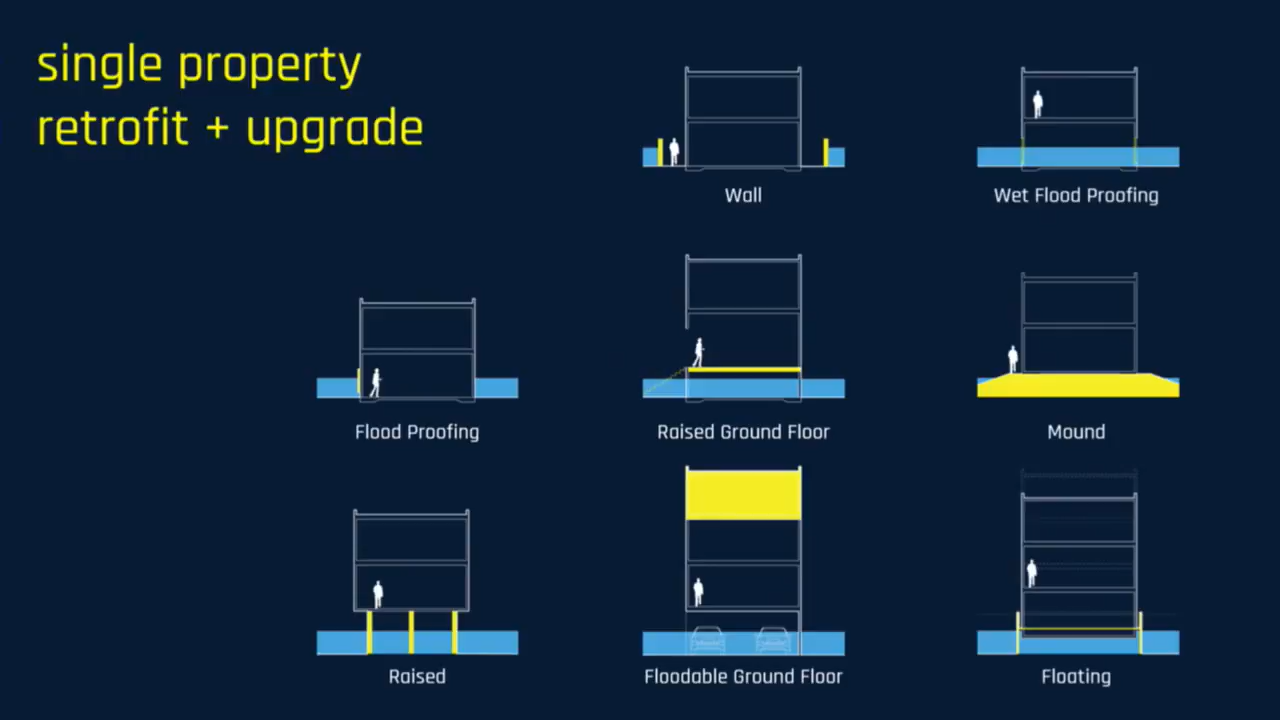 single property
retrofit + upgrade
Wall
Wet Flood Proofing
Flood Proofing
Raised Ground Floor
Mound
Raised
Floodable Ground Floor
Floating